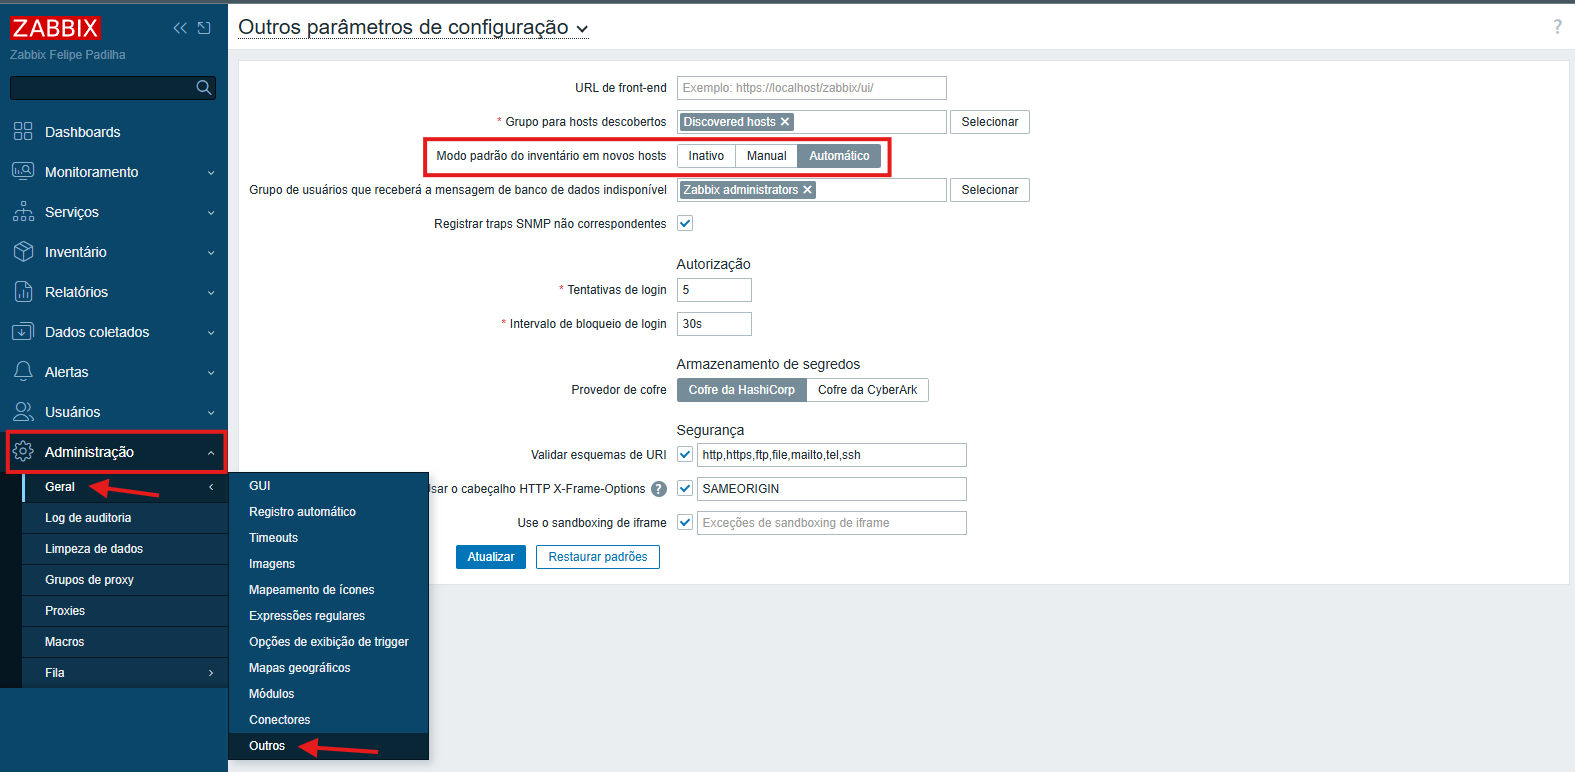 ZABBIX
Zabbix Felipe Padilha
Dashboards
Monitoramento
Serviços
Inventário
Relatórios
Dados coletados
Alertas
Usuários
Administração
Geral
Log de auditoria
Limpeza de dados
Grupos de proxy
Proxies
Macros
Fila
GUI
Registro automático
Timeouts
Imagens
Mapeamento de ícones
Expressões regulares
Opções de exibição de trigger
Mapas geográficos
Módulos
Conectores
Outros
Outros parâmetros de configuração
?
URL de front-end Exemplo: https://localhost/zabbix/ui/
* Grupo para hosts descobertos Discovered hosts ✕ Selecionar
Modo padrão do inventário em novos hosts Inativo Manual Automático
Grupo de usuários que receberá a mensagem de banco de dados indisponível Zabbix administrators ✕ Selecionar
Registrar traps SNMP não correspondentes
Autorização
* Tentativas de login 5
* Intervalo de bloqueio de login 30s
Armazenamento de segredos
Provedor de cofre Cofre da HashiCorp Cofre da CyberArk
Segurança
Validar esquemas de URI http,https,ftp,file,mailto,tel,ssh
sar o cabeçalho HTTP X-Frame-Options ? SAMEORIGIN
Use o sandboxing de iframe Exceções de sandboxing de iframe
Atualizar Restaurar padrões